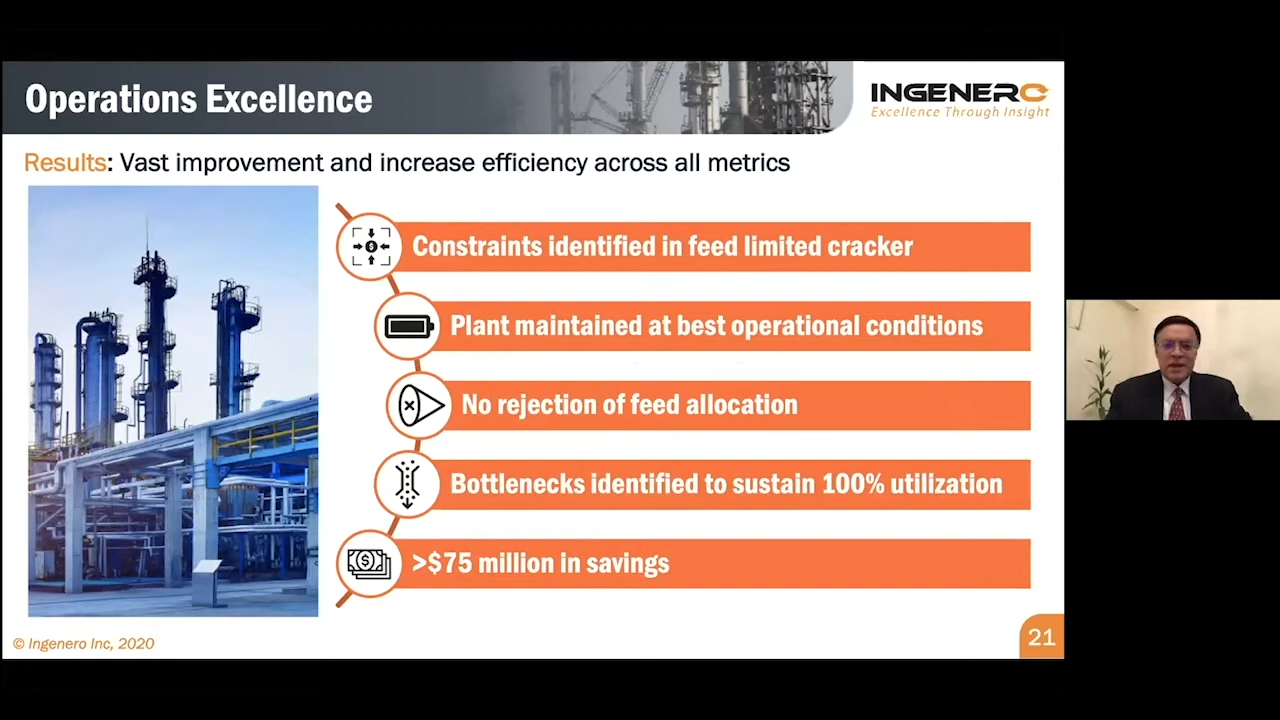 Operations Excellence
INGENERO
Excellence Through Insight
Results: Vast improvement and increase efficiency across all metrics
Constraints identified in feed limited cracker
Plant maintained at best operational conditions
No rejection of feed allocation
Bottlenecks identified to sustain 100% utilization
>$75 million in savings
© Ingenero Inc, 2020
21